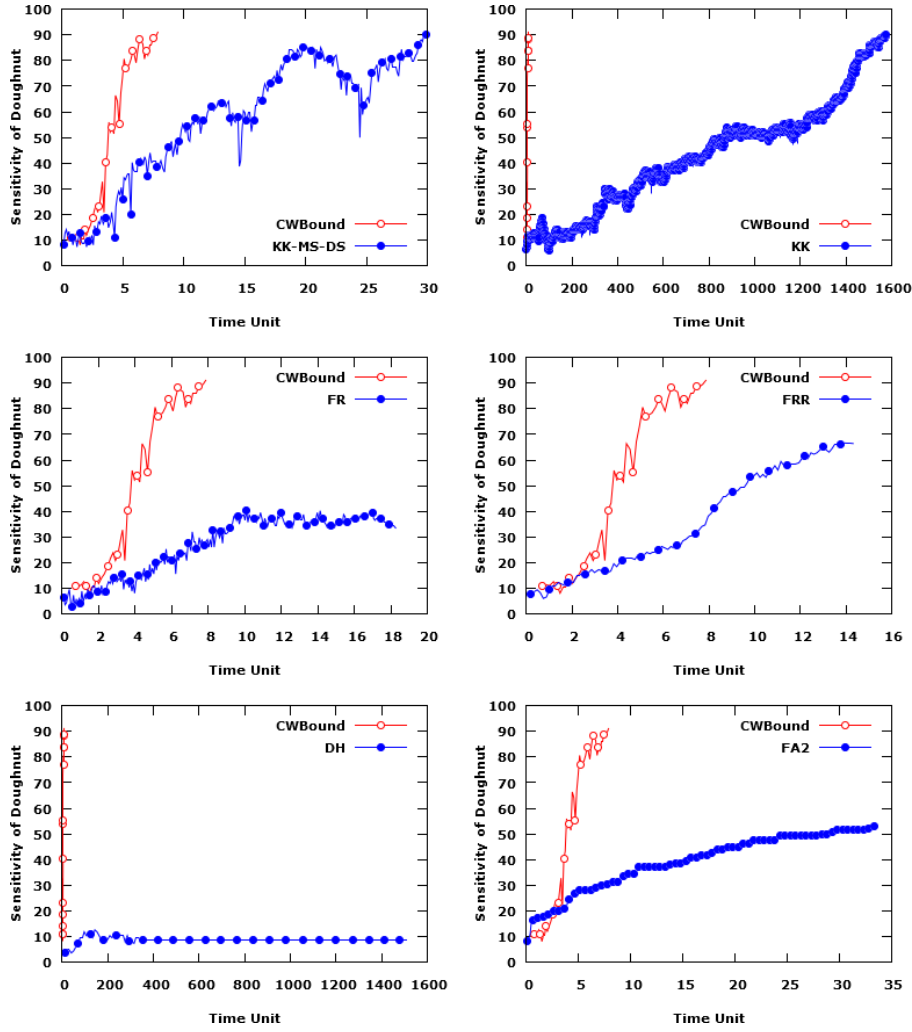 100
90
80
70
60
50
40
30
20
10
0
Sensitivity of Doughnut
CWBound
KK-MS-DS
0 5 10 15 20 25 30
Time Unit
100
90
80
70
60
50
40
30
20
10
0
Sensitivity of Doughnut
CWBound
KK
0 200 400 600 800 1000 1200 1400 1600
Time Unit
100
90
80
70
60
50
40
30
20
10
0
Sensitivity of Doughnut
CWBound
FR
0 2 4 6 8 10 12 14 16 18 20
Time Unit
100
90
80
70
60
50
40
30
20
10
0
Sensitivity of Doughnut
CWBound
FRR
0 2 4 6 8 10 12 14 16
Time Unit
100
90
80
70
60
50
40
30
20
10
0
Sensitivity of Doughnut
CWBound
DH
0 200 400 600 800 1000 1200 1400 1600
Time Unit
100
90
80
70
60
50
40
30
20
10
0
Sensitivity of Doughnut
CWBound
FA2
0 5 10 15 20 25 30 35
Time Unit